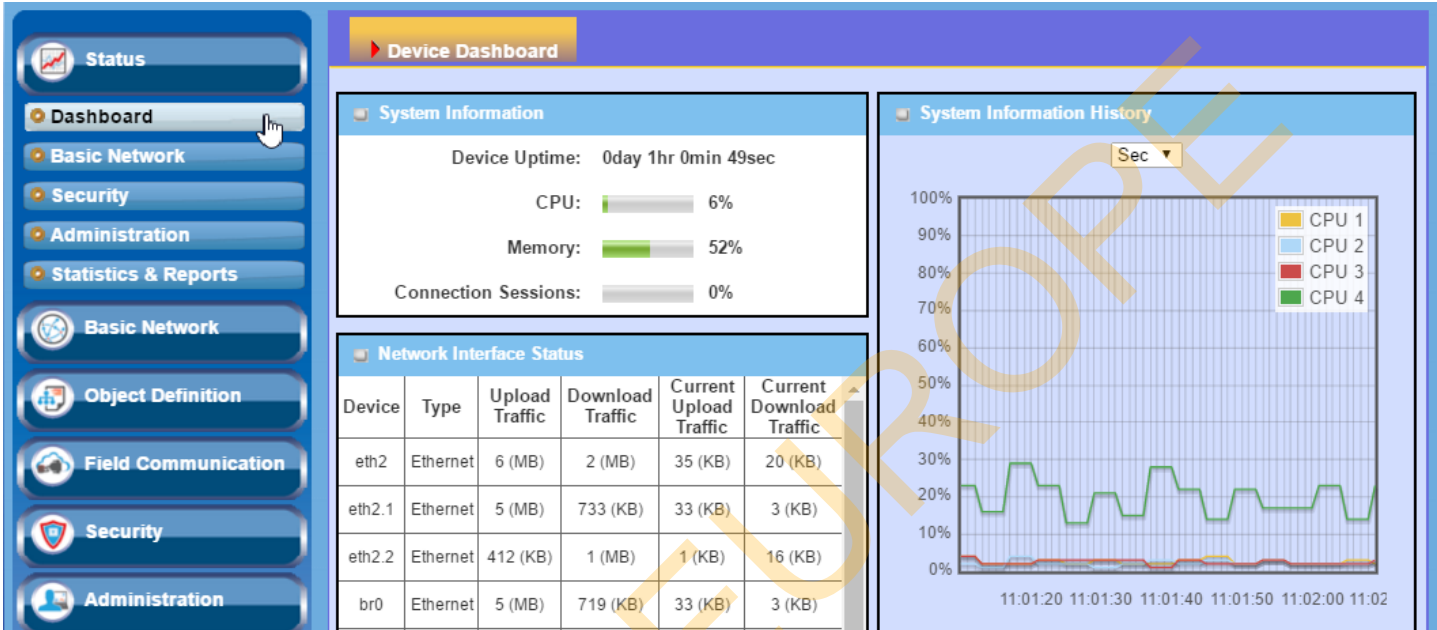 Status
Dashboard
Basic Network
Security
Administration
Statistics & Reports
Basic Network
Object Definition
Field Communication
Security
Administration
Device Dashboard
System Information
Device Uptime: 0day 1hr 0min 49sec
CPU: 6%
Memory: 52%
Connection Sessions: 0%
Network Interface Status
Device Type Upload Traffic Download Traffic Current Upload Traffic Current Download Traffic
eth2 Ethernet 6 (MB) 2 (MB) 35 (KB) 20 (KB)
eth2.1 Ethernet 5 (MB) 733 (KB) 33 (KB) 3 (KB)
eth2.2 Ethernet 412 (KB) 1 (MB) 1 (KB) 16 (KB)
br0 Ethernet 5 (MB) 719 (KB) 33 (KB) 3 (KB)
System Information History
Sec
100%
90%
80%
70%
60%
50%
40%
30%
20%
10%
0%
CPU 1
CPU 2
CPU 3
CPU 4
11:01:20 11:01:30 11:01:40 11:01:50 11:02:00 11:02
EUROPE